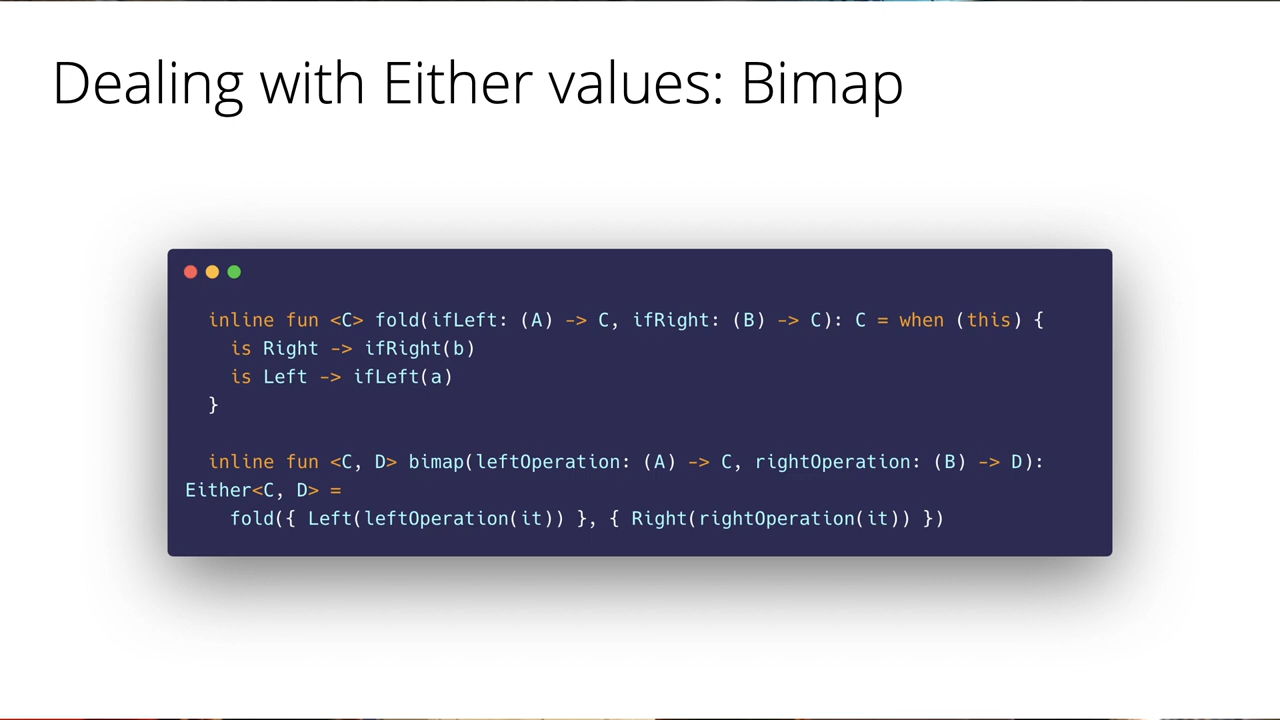 Dealing with Either values: Bimap
inline fun <C> fold(ifLeft: (A) -> C, ifRight: (B) -> C): C = when (this) {
is Right -> ifRight(b)
is Left -> ifLeft(a)
}
inline fun <C, D> bimap(leftOperation: (A) -> C, rightOperation: (B) -> D):
Either<C, D> =
fold({ Left(leftOperation(it)) }, { Right(rightOperation(it)) })